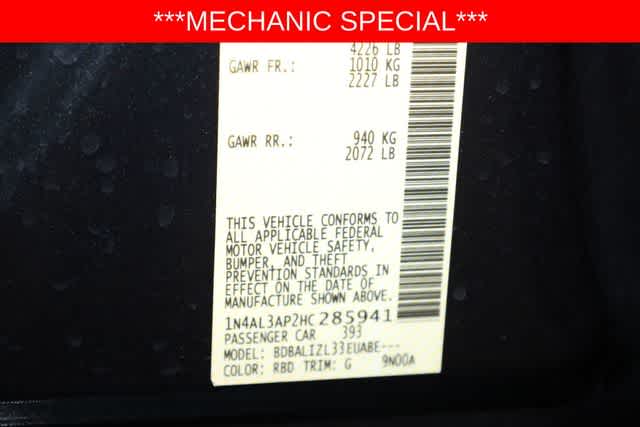 ***MECHANIC SPECIAL***
4226 LB
GAWR FR.: 1010 KG
2227 LB
GAWR RR.: 940 KG
2072 LB
THIS VEHICLE CONFORMS TO
ALL APPLICABLE FEDERAL
MOTOR VEHICLE SAFETY,
BUMPER, AND THEFT
PREVENTION STANDARDS IN
EFFECT ON THE DATE OF
MANUFACTURE SHOWN ABOVE.
1N4AL3AP2HC285941
PASSENGER CAR 393
MODEL: BDBALIZL33EUABE---
COLOR: RBD TRIM: G 9N00A